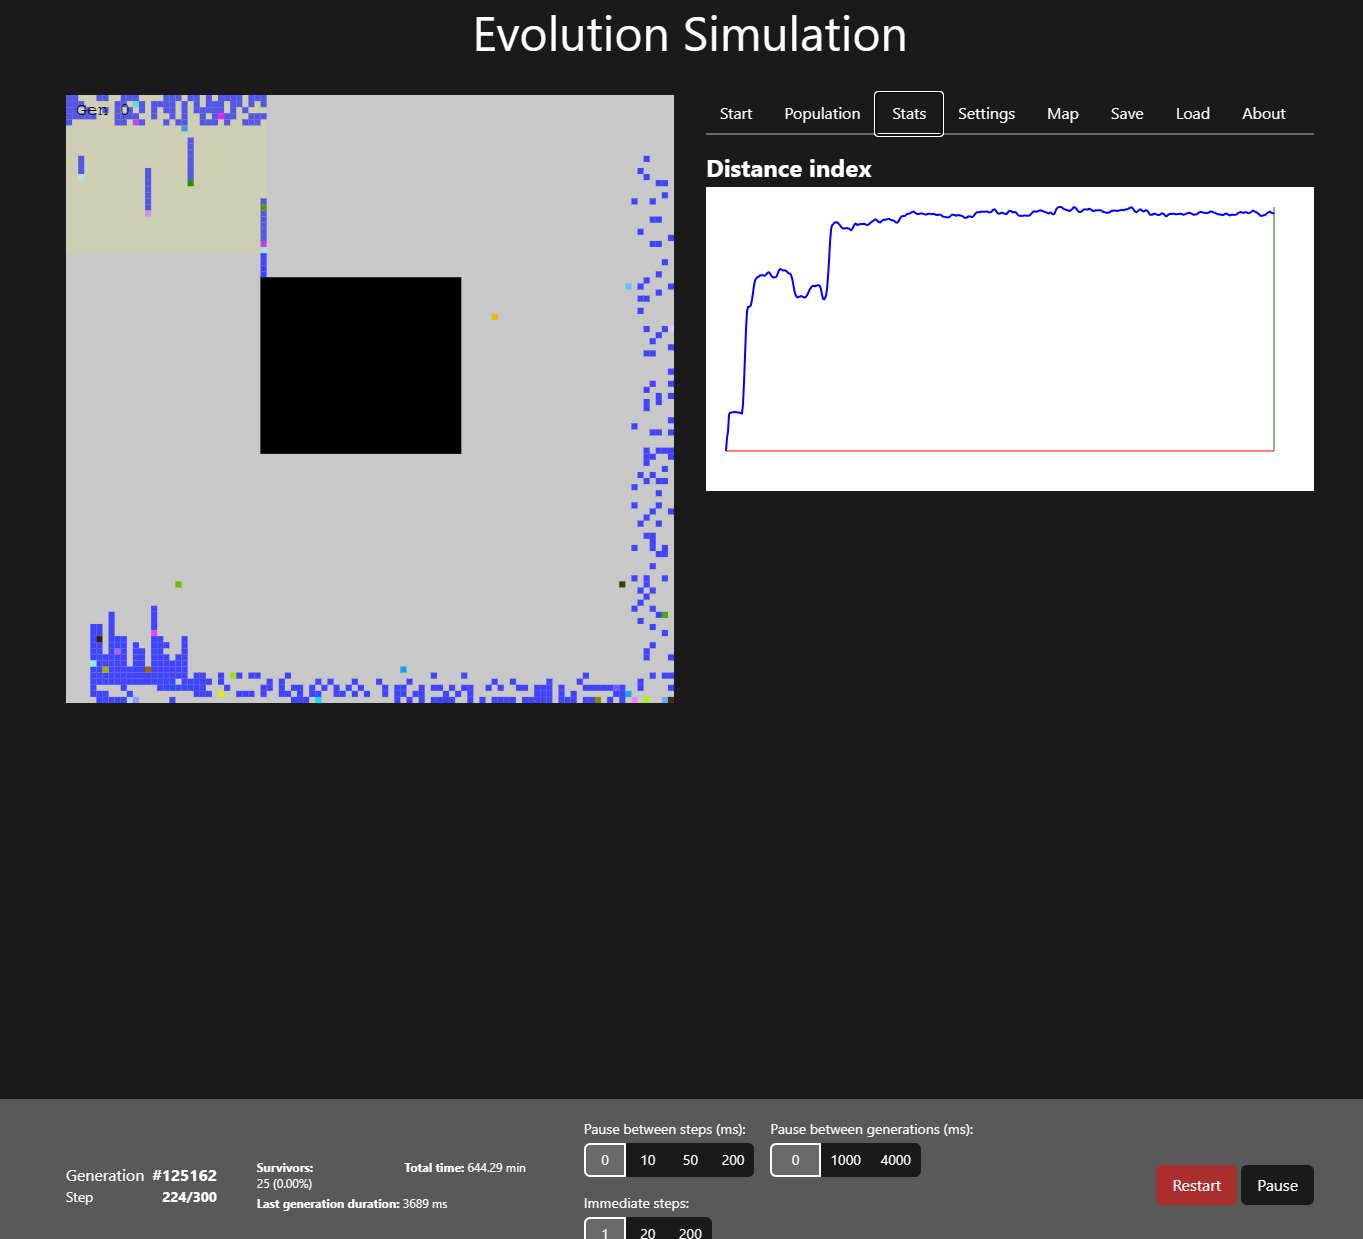 Evolution Simulation
Gen 0
Start Population Stats Settings Map Save Load About
Distance index
Generation #125162
Step 224/300
Survivors:
25 (0.00%)
Total time: 644.29 min
Last generation duration: 3689 ms
Pause between steps (ms):
0 10 50 200
Pause between generations (ms):
0 1000 4000
Immediate steps:
1 20 200
Restart Pause